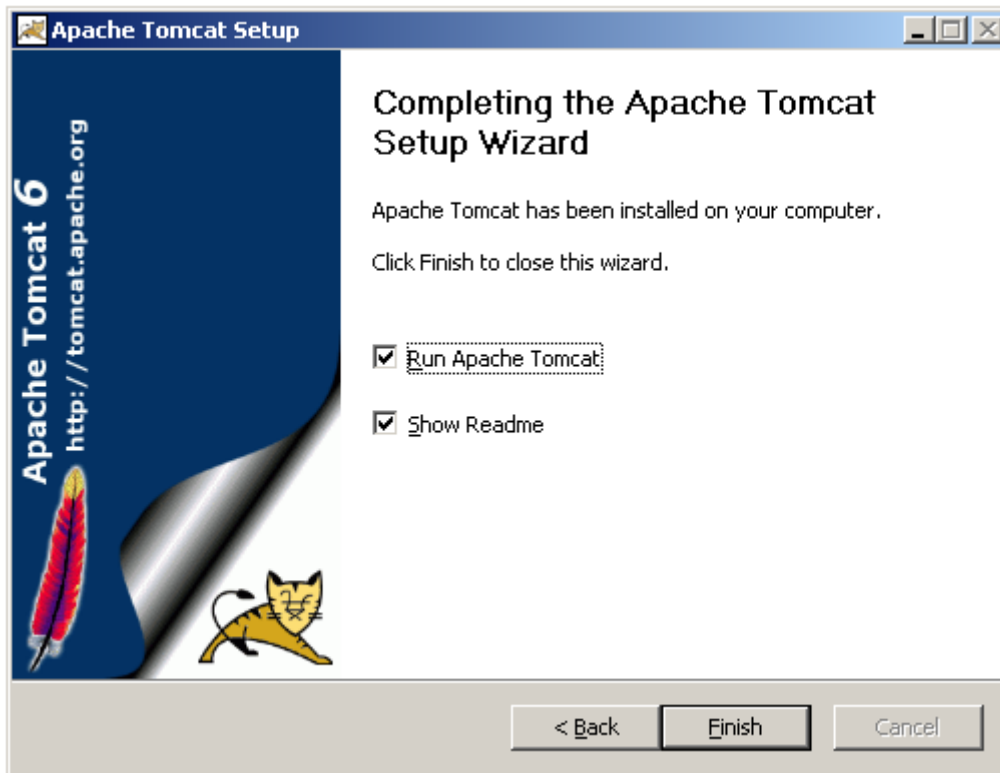 Apache Tomcat Setup
Apache Tomcat 6
http://tomcat.apache.org
Completing the Apache Tomcat
Setup Wizard
Apache Tomcat has been installed on your computer.
Click Finish to close this wizard.
Run Apache Tomcat
Show Readme
< Back
Finish
Cancel